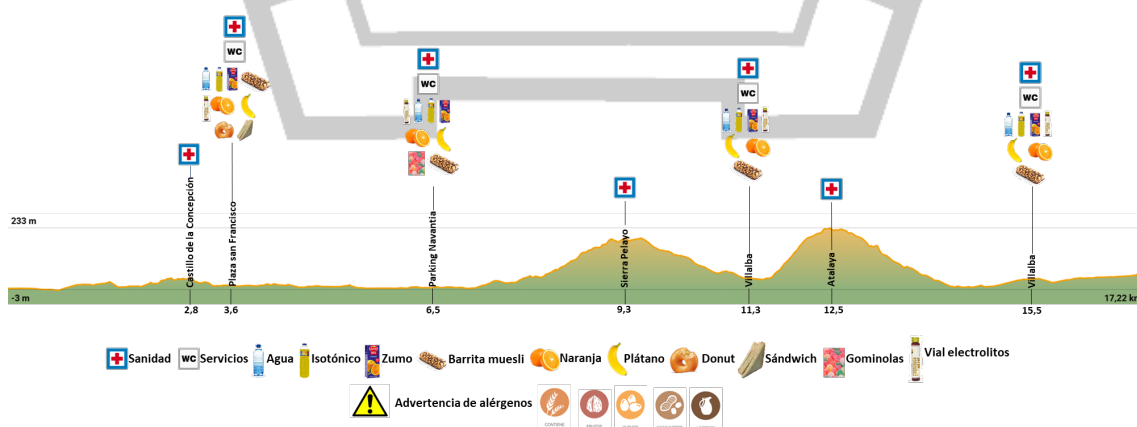 WC
WC
WC
WC
Castillo de la Concepción
Plaza san Francisco
Parking Navantia
Sierra Pelayo
Villalba
Atalaya
Villalba
233 m
-3 m
17,22 km
2,8
3,6
6,5
9,3
11,3
12,5
15,5
Sanidad
WC Servicios
Agua
Isotónico
Zumo
Barrita muesli
Naranja
Plátano
Donut
Sándwich
Gominolas
Vial electrolitos
Advertencia de alérgenos
CONTIENE